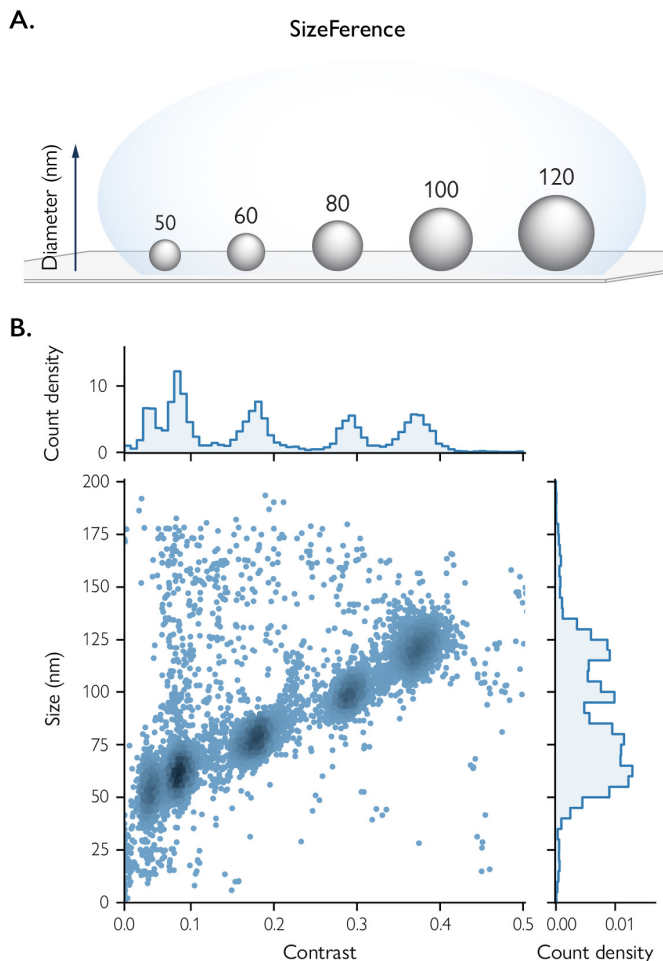 A.
SizeFerence
Diameter (nm)
50
60
80
100
120
B.
Count density
10
0
200
175
150
125
100
75
50
25
0
Size (nm)
0.0 0.1 0.2 0.3 0.4 0.5
Contrast
0.00 0.01
Count density